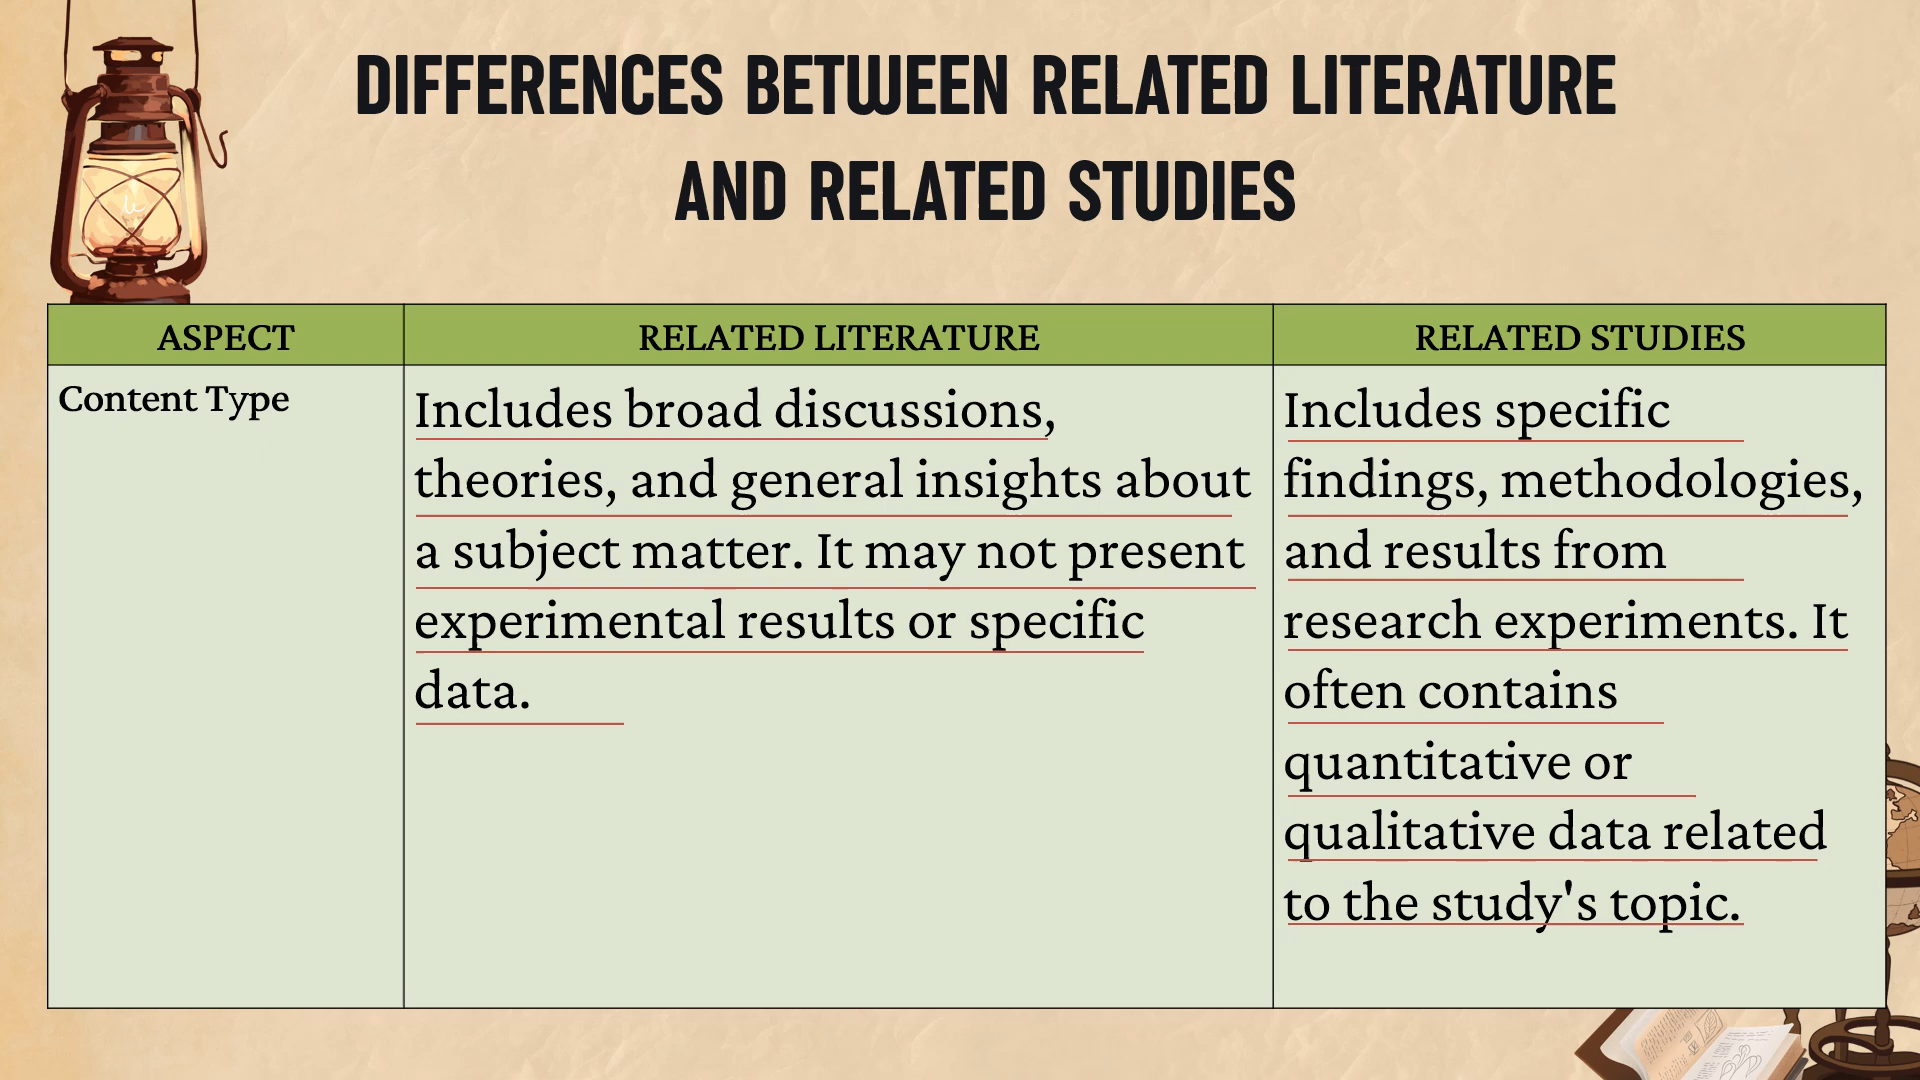 DIFFERENCES BETWEEN RELATED LITERATURE
AND RELATED STUDIES
ASPECT
RELATED LITERATURE
RELATED STUDIES
Content Type
Includes broad discussions,
theories, and general insights about
a subject matter. It may not present
experimental results or specific
data.
Includes specific
findings, methodologies,
and results from
research experiments. It
often contains
quantitative or
qualitative data related
to the study's topic.